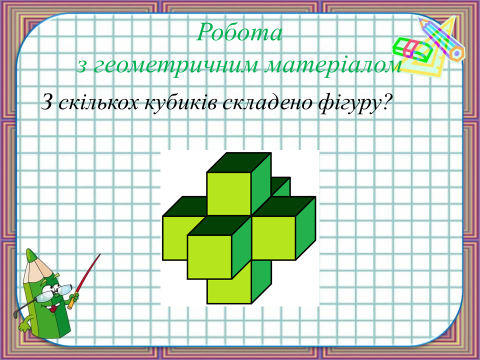 Робота
з геометричним матеріалом
З скількох кубиків складено фігуру?